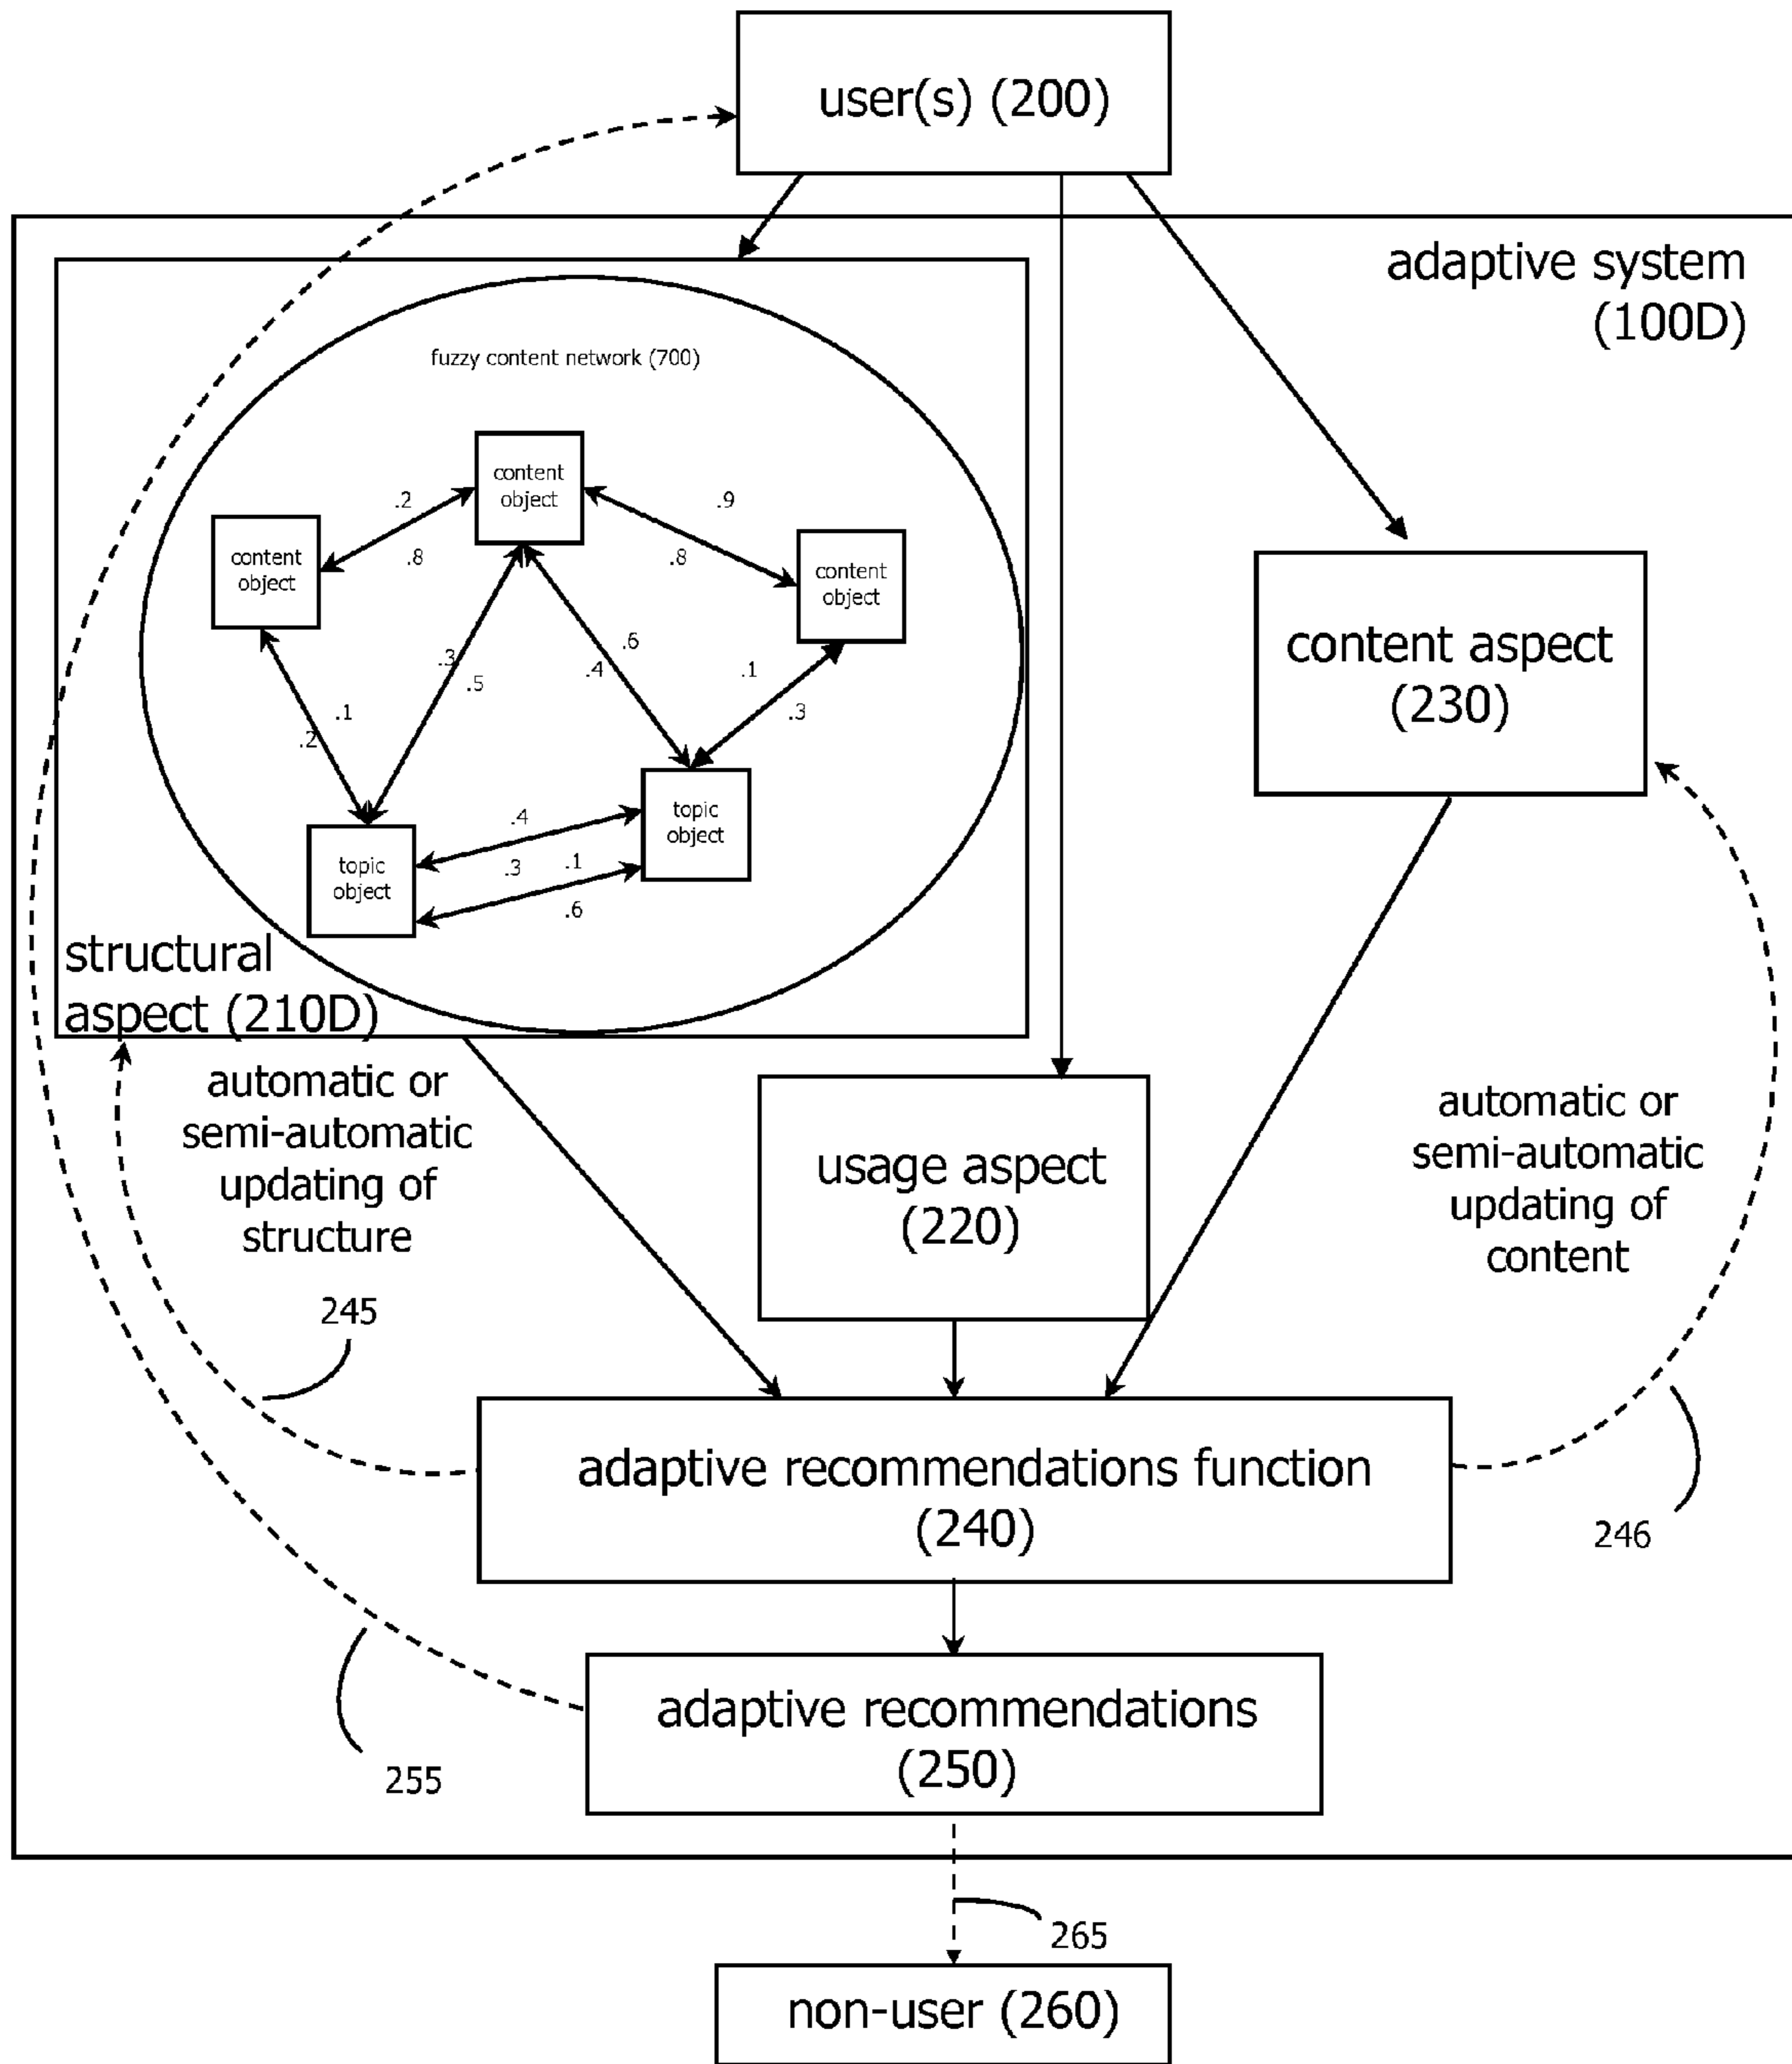 user(s) (200)
adaptive system
(100D)
fuzzy content network (700)
content
object
.2
.9
content
object
.8
.8
content
object
content aspect
(230)
.3
.5
.6
.4
.1
.3
.1
.2
topic
object
.4
.3
.1
.6
topic
object
structural
aspect (210D)
automatic or
semi-automatic
updating of
structure
usage aspect
(220)
automatic or
semi-automatic
updating of
content
245
adaptive recommendations function
(240)
246
adaptive recommendations
(250)
255
265
non-user (260)